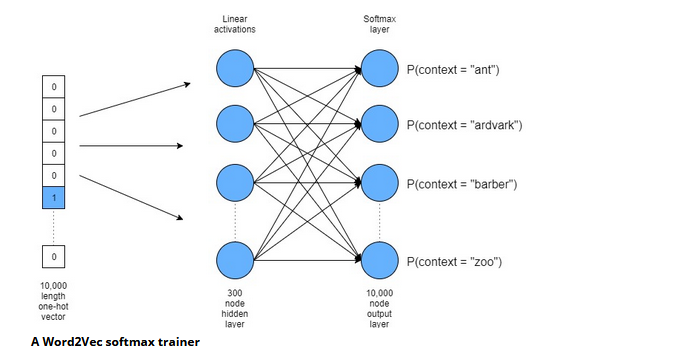 Linear
activations
Softmax
layer
0
0
0
0
0
1
0
P(context = "ant")
P(context = "ardvark")
P(context = "barber")
P(context = "zoo")
10,000
length
one-hot
vector
300
node
hidden
layer
10,000
node
output
layer
A Word2Vec softmax trainer